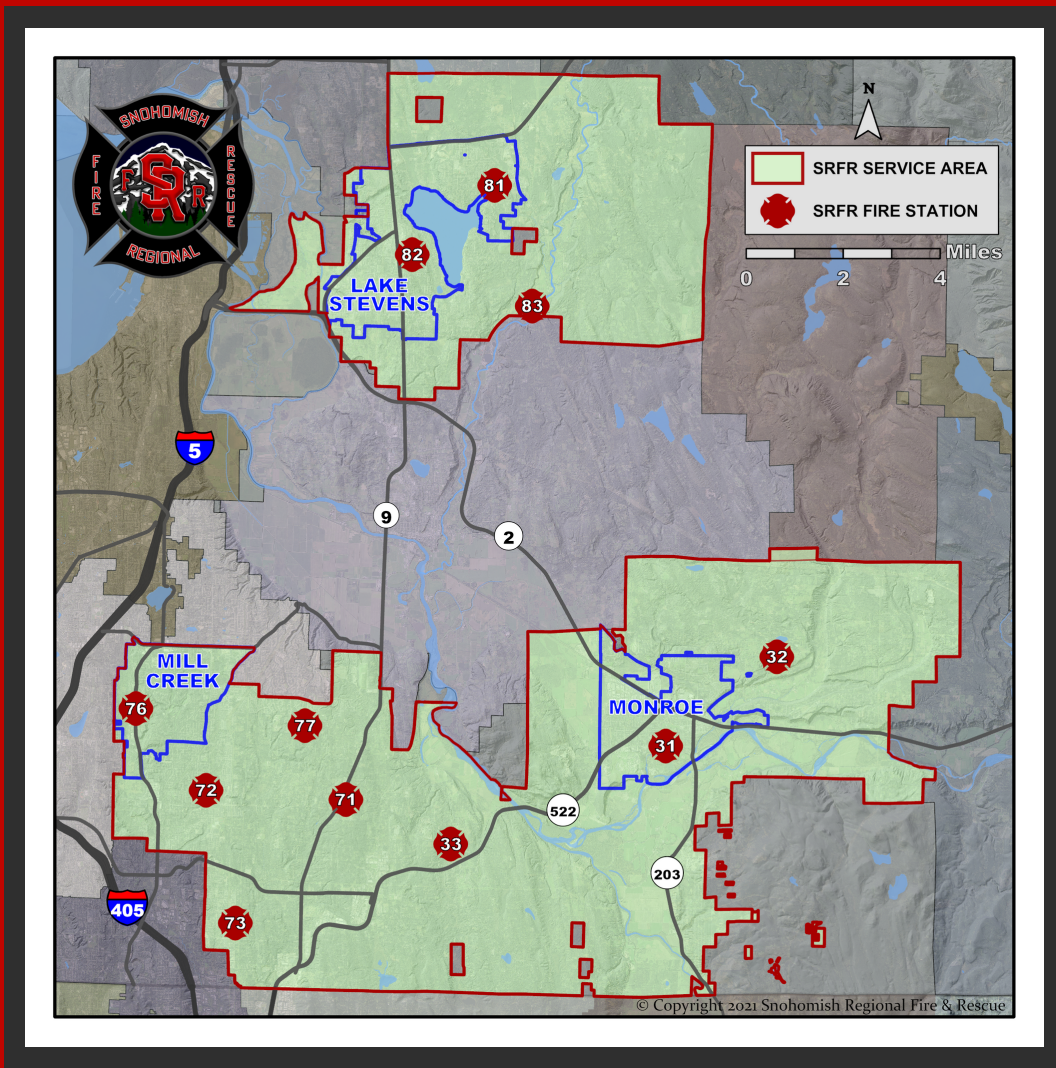 SNOHOMISH
FIRE
RESCUE
SRFR
REGIONAL
N
SRFR SERVICE AREA
SRFR FIRE STATION
Miles
0 2 4
81
82
LAKE
STEVENS
83
5
9
2
MILL
CREEK
32
76
MONROE
77
31
72
71
522
33
203
405
73
© Copyright 2021 Snohomish Regional Fire & Rescue